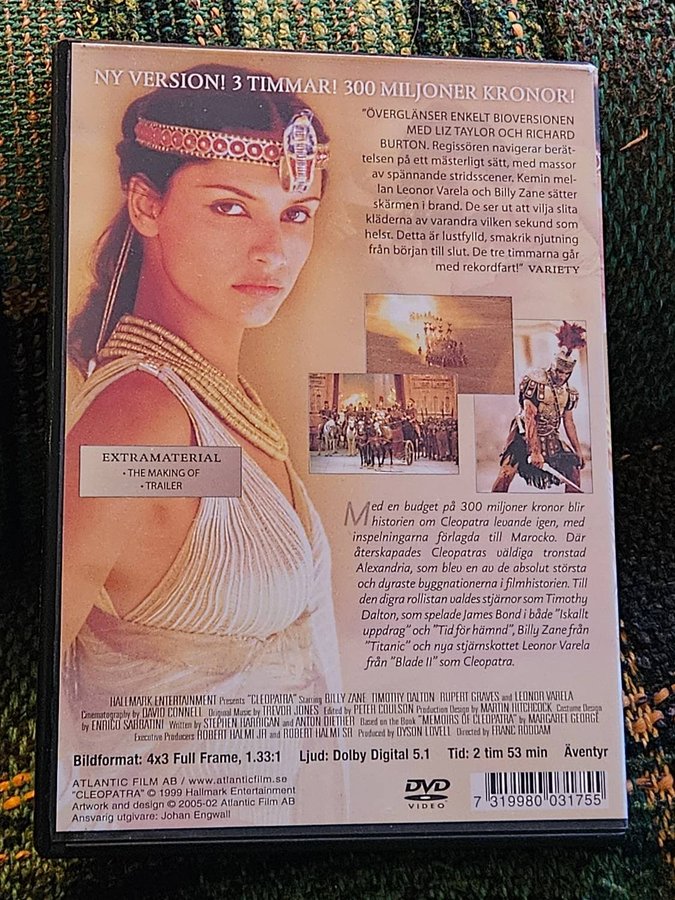 NY VERSION! 3 TIMMAR! 300 MILJONER KRONOR!
"ÖVERGLÄNSER ENKELT BIOVERSIONEN
MED LIZ TAYLOR OCH RICHARD
BURTON. Regissören navigerar berät-
telsen på ett mästerligt sätt, med massor
av spännande stridsscener. Kemin mel-
lan Leonor Varela och Billy Zane sätter
skärmen i brand. De ser ut att vilja slita
kläderna av varandra vilken sekund som
helst. Detta är lustfylld, smakrik njutning
från början till slut. De tre timmarna går
med rekordfart!" VARIETY
EXTRAMATERIAL
• THE MAKING OF
• TRAILER
Med en budget på 300 miljoner kronor blir
historien om Cleopatra levande igen, med
inspelningarna förlagda till Marocko. Där
återskapades Cleopatras väldiga tronstad
Alexandria, som blev en av de absolut största
och dyraste byggnationerna i filmhistorien. Till
den digra rollistan valdes stjärnor som Timothy
Dalton, som spelade James Bond i både "Iskallt
uppdrag" och "Tid för hämnd", Billy Zane från
"Titanic" och nya stjärnskottet Leonor Varela
från "Blade II" som Cleopatra.
HALLMARK ENTERTAINMENT Presents "CLEOPATRA" Starring BILLY ZANE TIMOTHY DALTON RUPERT GRAVES and LEONOR VARELA
Cinematography by DAVID CONNELL Original Music by TREVOR JONES Edited by PETER COULSON Production Design by MARTIN HITCHCOCK Costume Design
by ENRICO SABBATINI Written by STEPHEN HARRIGAN and ANTON DIETHER Based on the Book "MEMOIRS OF CLEOPATRA" by MARGARET GEORGE
Executive Producers ROBERT HALMI JR and ROBERT HALMI SR Produced by DYSON LOVELL Directed by FRANC RODDAM
Bildformat: 4x3 Full Frame, 1.33:1 Ljud: Dolby Digital 5.1 Tid: 2 tim 53 min Äventyr
ATLANTIC FILM AB / www.atlanticfilm.se
"CLEOPATRA" © 1999 Hallmark Entertainment
Artwork and design © 2005-02 Atlantic Film AB
Ansvarig utgivare: Johan Engwall
DVD
VIDEO
7 319980 031755